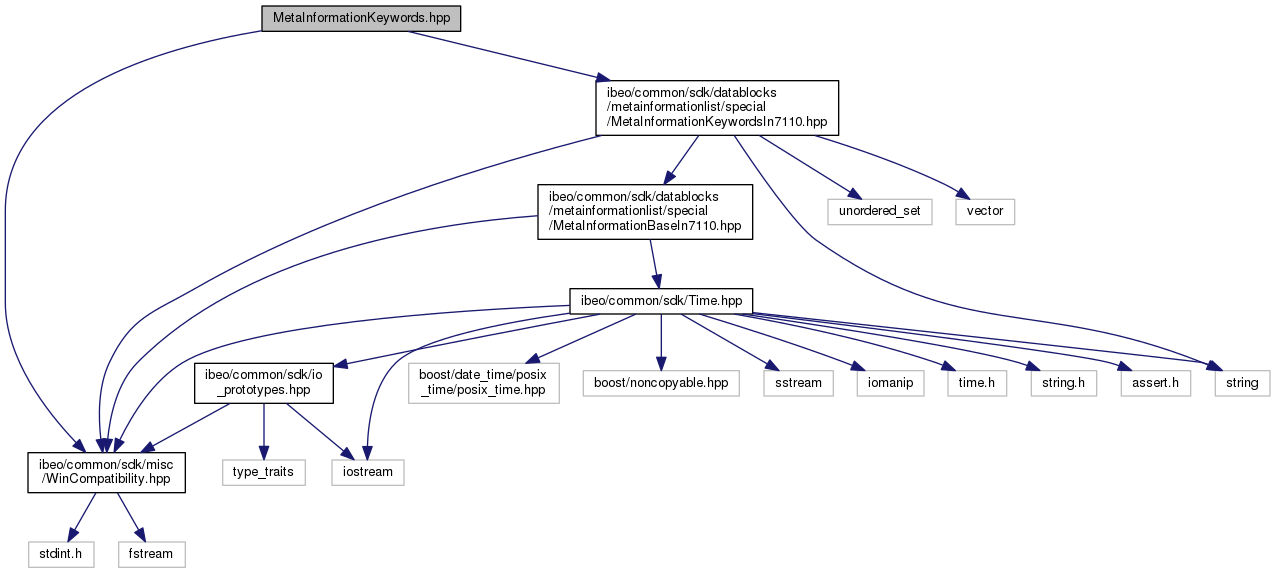 MetaInformationKeywords.hpp
ibeo/common/sdk/datablocks
/metainformationlist/special
/MetaInformationKeywordsIn7110.hpp
ibeo/common/sdk/datablocks
/metainformationlist/special
/MetaInformationBaseIn7110.hpp
unordered_set
vector
ibeo/common/sdk/Time.hpp
ibeo/common/sdk/io
_prototypes.hpp
boost/date_time/posix
_time/posix_time.hpp
boost/noncopyable.hpp
sstream
iomanip
time.h
string.h
assert.h
string
ibeo/common/sdk/misc
/WinCompatibility.hpp
type_traits
iostream
stdint.h
fstream